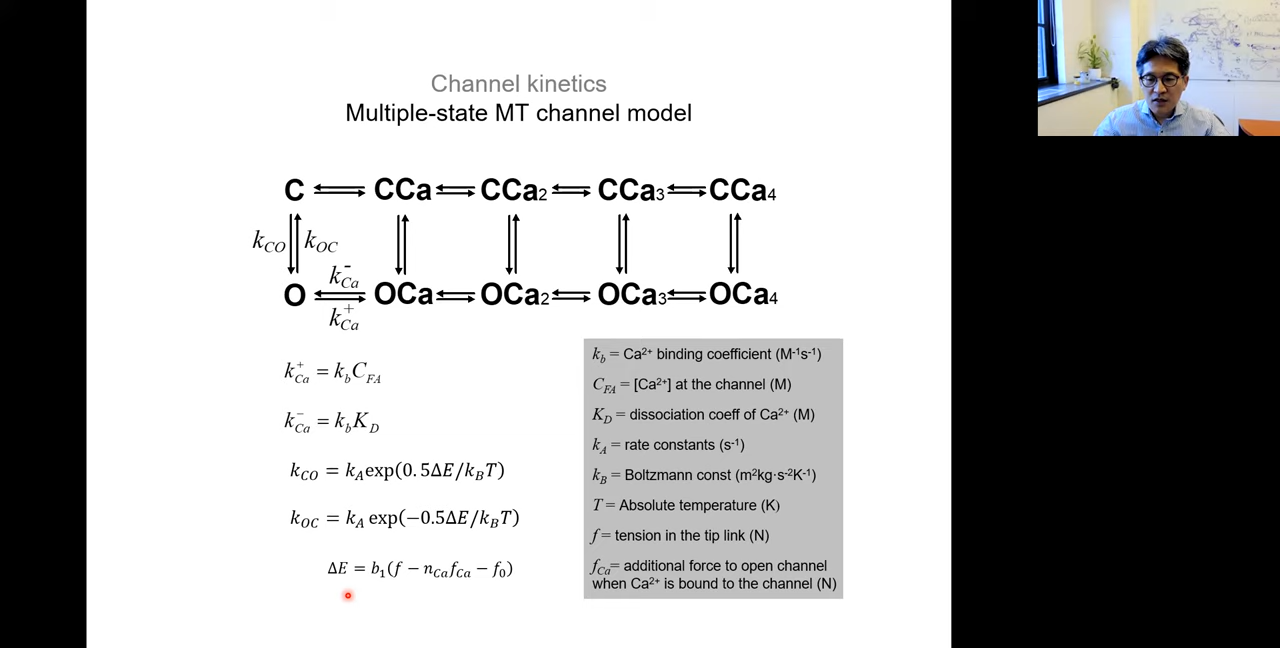 Channel kinetics
Multiple-state MT channel model
C ⇌ CCa ⇌ CCa₂ ⇌ CCa₃ ⇌ CCa₄
k_CO k_OC
k⁻_Ca
O ⇌ OCa ⇌ OCa₂ ⇌ OCa₃ ⇌ OCa₄
k⁺_Ca
k⁺_Ca = k_b C_FA
k⁻_Ca = k_b K_D
k_CO = k_A exp(0.5ΔE/k_B T)
k_OC = k_A exp(−0.5ΔE/k_B T)
ΔE = b₁(f − n_Ca f_Ca − f₀)
k_b = Ca²⁺ binding coefficient (M⁻¹s⁻¹)
C_FA = [Ca²⁺] at the channel (M)
K_D = dissociation coeff of Ca²⁺ (M)
k_A = rate constants (s⁻¹)
k_B = Boltzmann const (m²kg·s⁻²K⁻¹)
T = Absolute temperature (K)
f = tension in the tip link (N)
f_Ca = additional force to open channel
when Ca²⁺ is bound to the channel (N)